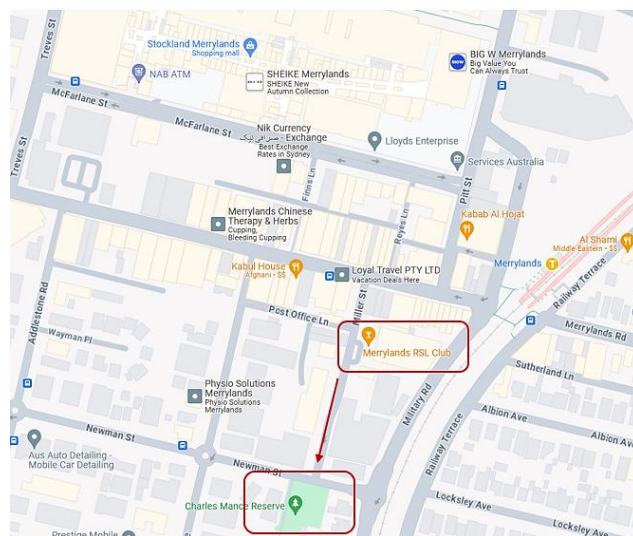 Treves St
Stockland Merrylands
Shopping mall
BIG W Merrylands
Big Value You
Can Always Trust
NAB ATM
SHEIKE Merrylands
SHEIKE New
Autumn Collection
McFarlane St
McFarlane St
Nik Currency
Exchange - صرافی نیک
Best Exchange
Rates in Sydney
Lloyds Enterprise
Services Australia
Treves St
Finns Ln
Pitt St
Merrylands Chinese
Therapy & Herbs
Cupping,
Bleeding Cupping
Reyes Ln
Kabab Al Hojat
Al Shami
Middle Eastern • $$
Kabul House
Afghani • $$
Loyal Travel PTY LTD
Vacation Deals Here
Merrylands
Railway Terrace
Addlestone Rd
Miller St
Post Office Ln
Wayman Pl
Merrylands RSL Club
Merrylands Rd
Sutherland Ln
Physio Solutions
Merrylands
Physio Solutions
Merrylands
Military Rd
Albion Ave
Albion Ave
Newman St
Aus Auto Detailing -
Mobile Car Detailing
Newman St
Railway Terrace
Charles Mance Reserve
Locksley Ave
Locksley Ave
Prestige Mobile